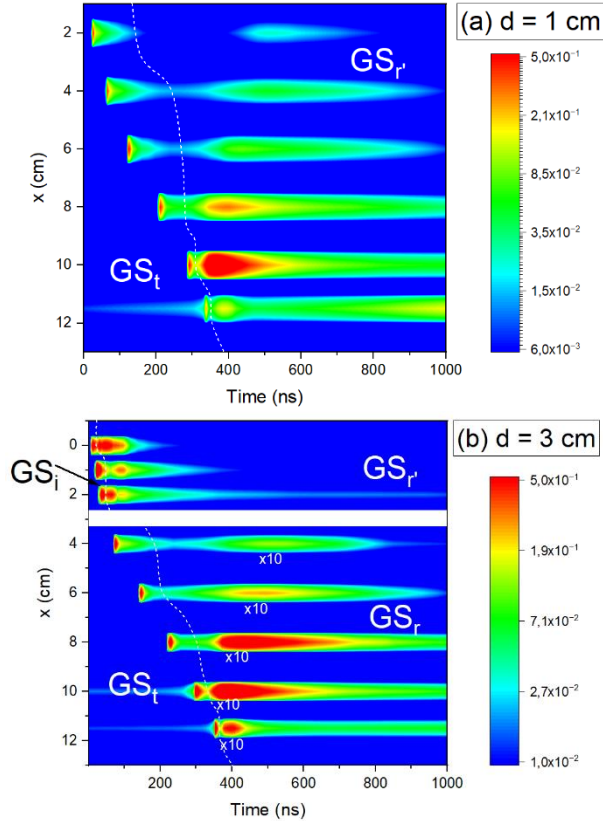 (a) d = 1 cm
GSr'
GSt
x (cm)
2
4
6
8
10
12
0 200 400 600 800 1000
Time (ns)
5.0x10⁻¹
2.1x10⁻¹
8.5x10⁻²
3.5x10⁻²
1.5x10⁻²
6.0x10⁻³
(b) d = 3 cm
GSi
GSr'
GSr
GSt
x10
x10
x10
x10
x10
x (cm)
0
2
4
6
8
10
12
0 200 400 600 800 1000
Time (ns)
5.0x10⁻¹
1,9x10⁻¹
7,1x10⁻²
2,7x10⁻²
1,0x10⁻²